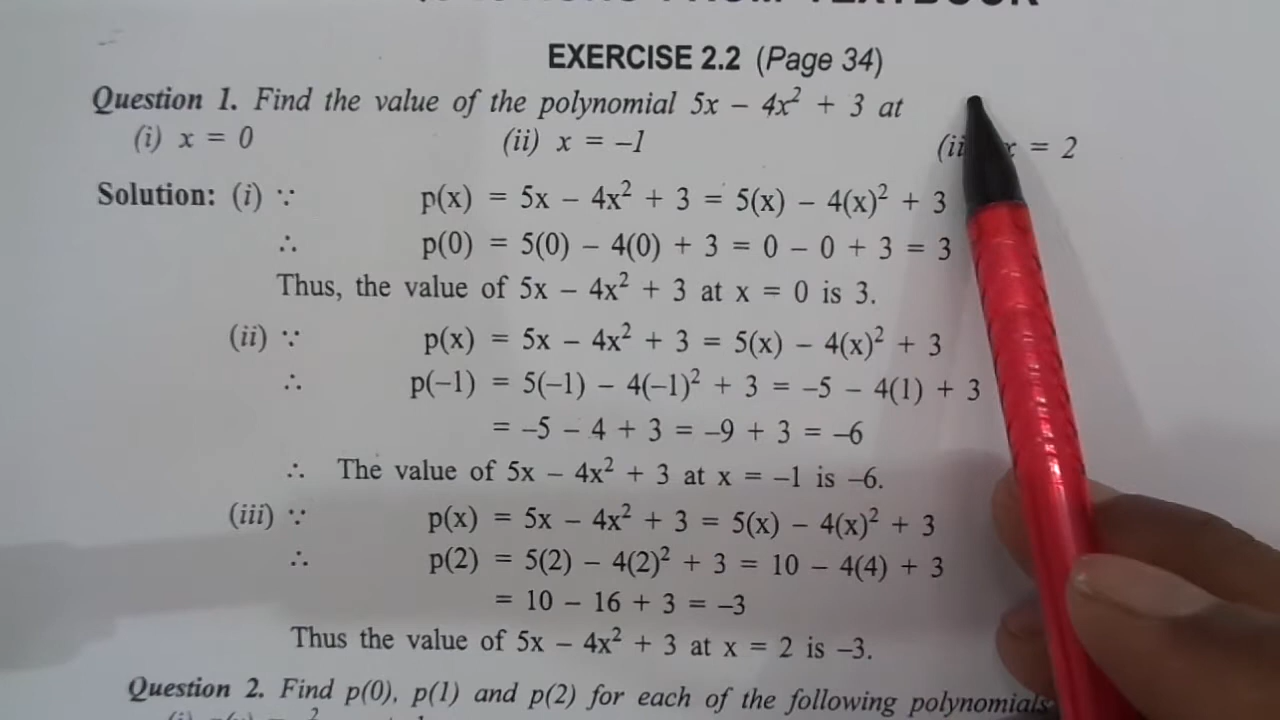 FROM TEXTBOOK
EXERCISE 2.2 (Page 34)
Question 1. Find the value of the polynomial 5x – 4x² + 3 at
(i) x = 0 (ii) x = –1 x = 2
Solution: (i) ∵ p(x) = 5x – 4x² + 3 = 5(x) – 4(x)² + 3
∴ p(0) = 5(0) – 4(0) + 3 = 0 – 0 + 3 = 3
Thus, the value of 5x – 4x² + 3 at x = 0 is 3.
(ii) ∵ p(x) = 5x – 4x² + 3 = 5(x) – 4(x)² + 3
∴ p(–1) = 5(–1) – 4(–1)² + 3 = –5 – 4(1) + 3
= –5 – 4 + 3 = –9 + 3 = –6
∴ The value of 5x – 4x² + 3 at x = –1 is –6.
(iii) ∵ p(x) = 5x – 4x² + 3 = 5(x) – 4(x)² + 3
∴ p(2) = 5(2) – 4(2)² + 3 = 10 – 4(4) + 3
= 10 – 16 + 3 = –3
Thus the value of 5x – 4x² + 3 at x = 2 is –3.
Question 2. Find p(0), p(1) and p(2) for each of the following polynomials